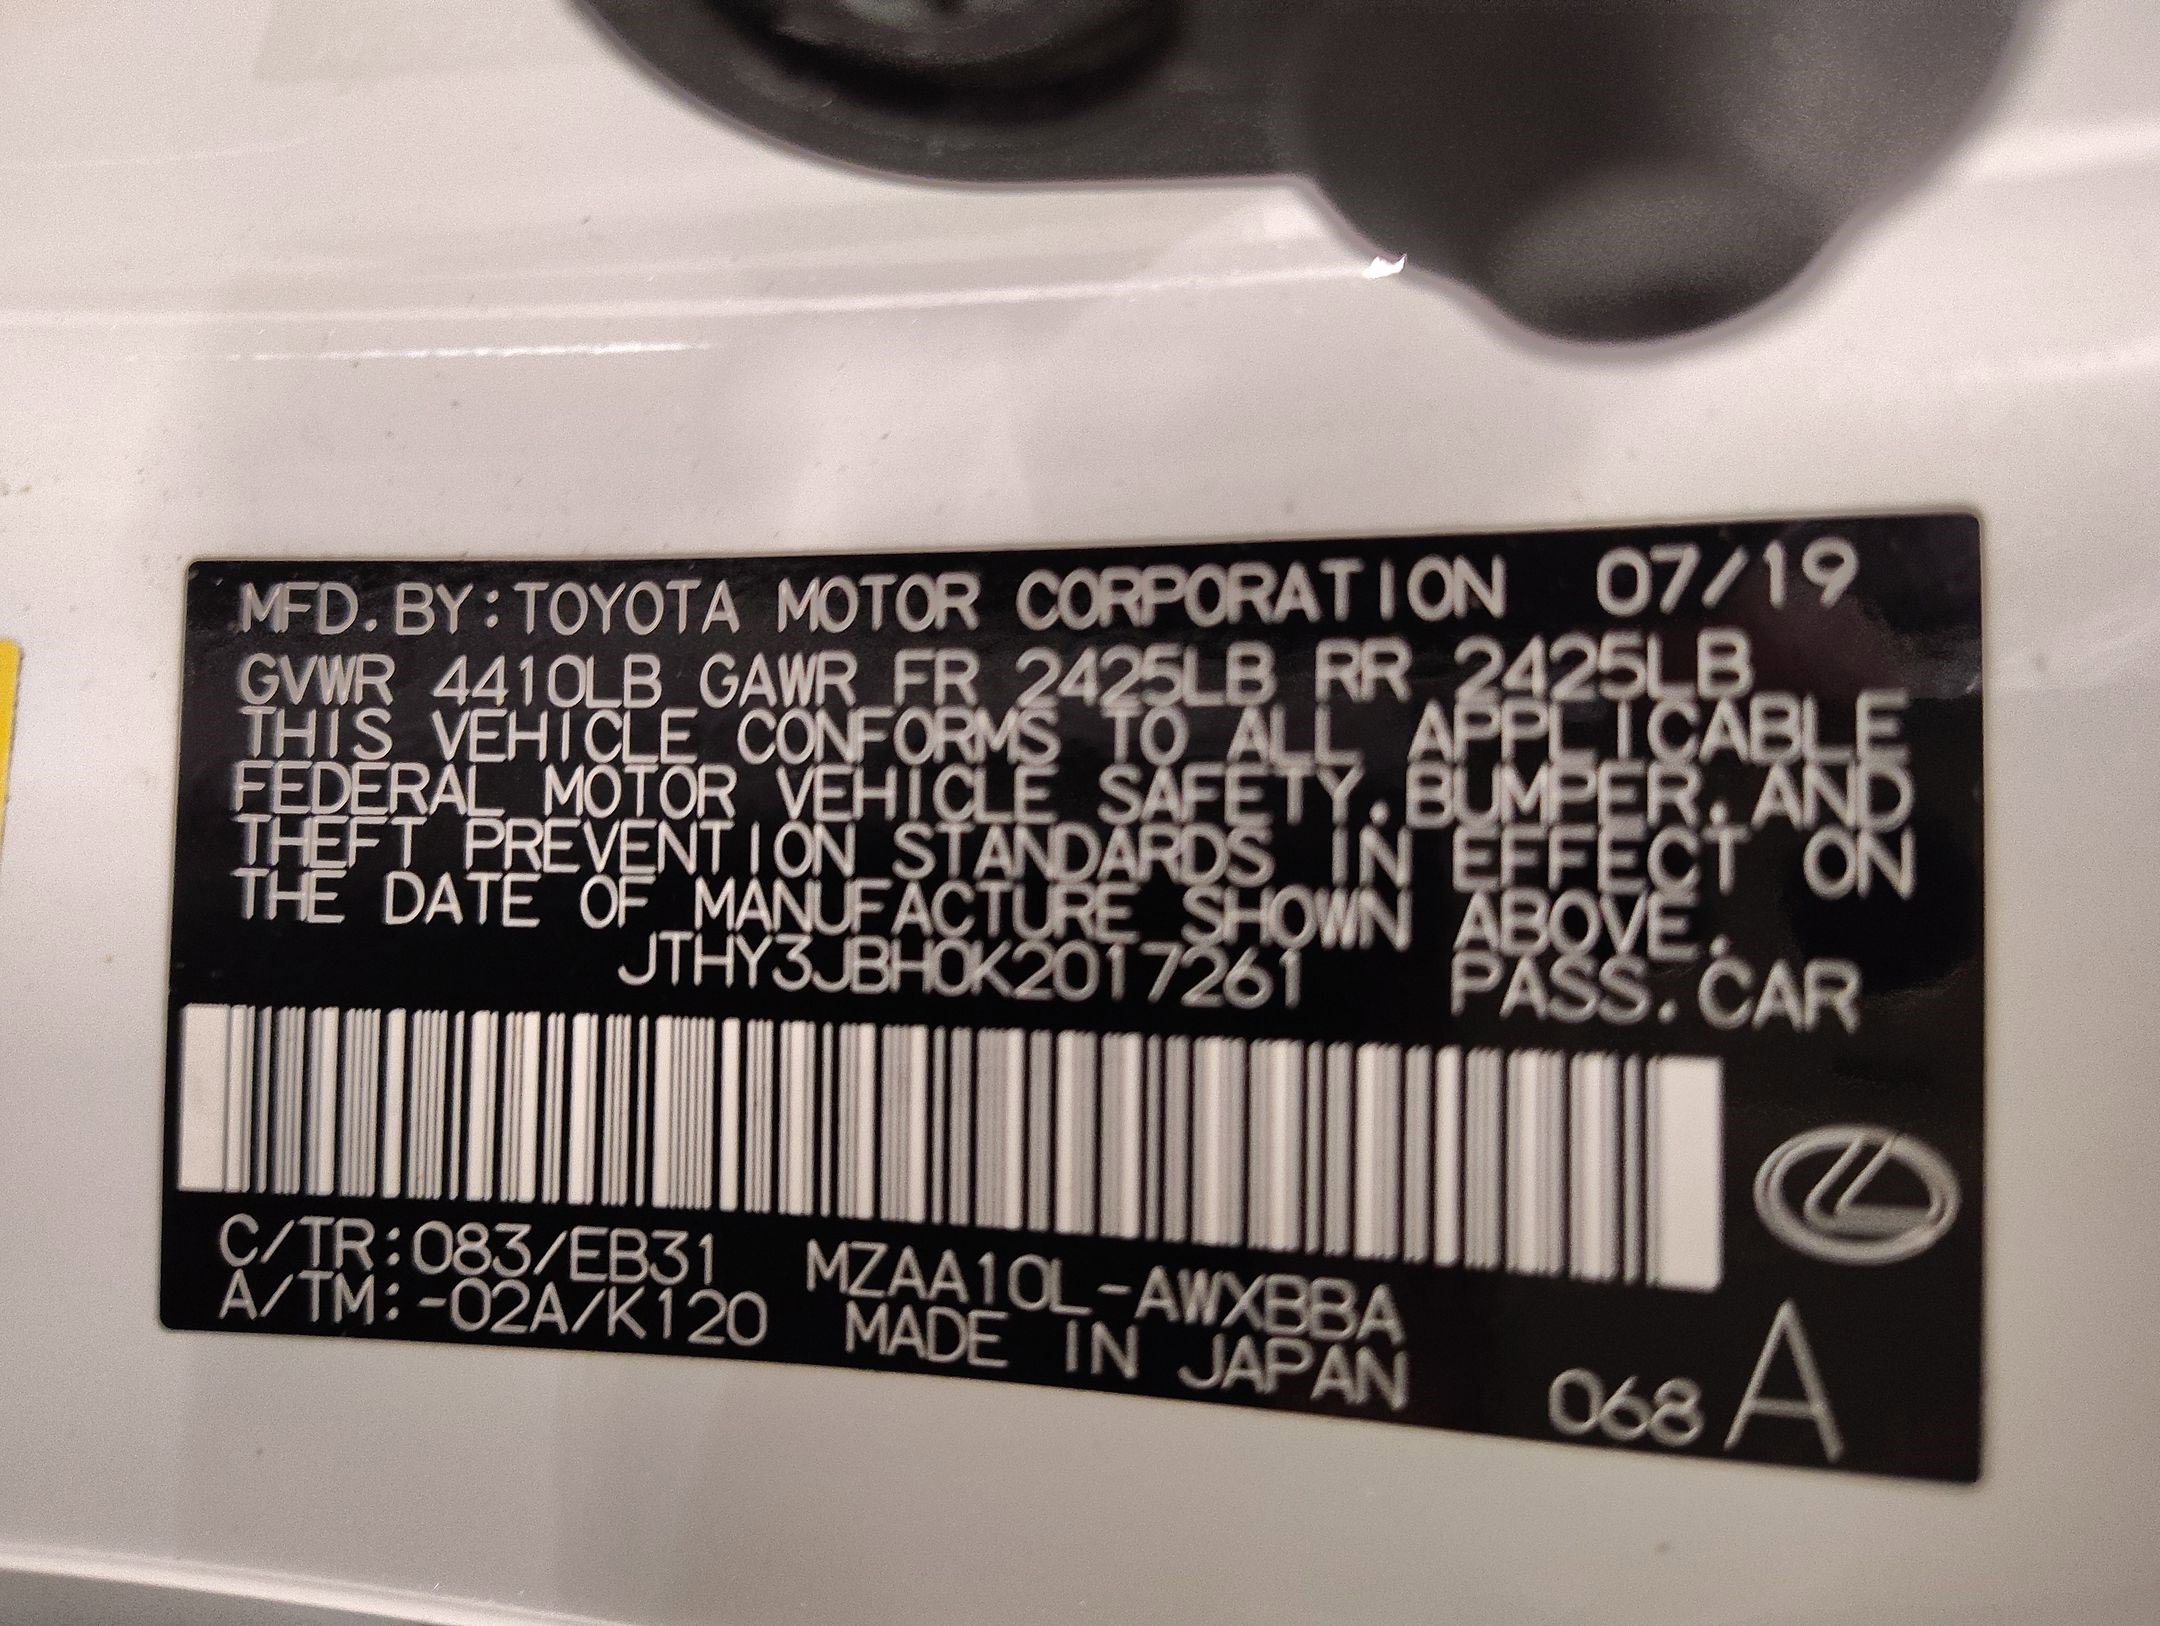 MFD.BY:TOYOTA MOTOR CORPORATION 07/19
GVWR 4410LB GAWR FR 2425LB RR 2425LB
THIS VEHICLE CONFORMS TO ALL APPLICABLE
FEDERAL MOTOR VEHICLE SAFETY,BUMPER,AND
THEFT PREVENTION STANDARDS IN EFFECT ON
THE DATE OF MANUFACTURE SHOWN ABOVE.
JTHY3JBH0K2017261 PASS.CAR
C/TR:083/EB31 MZAA10L-AWXBBA
A/TM:-02A/K120 MADE IN JAPAN
068 A